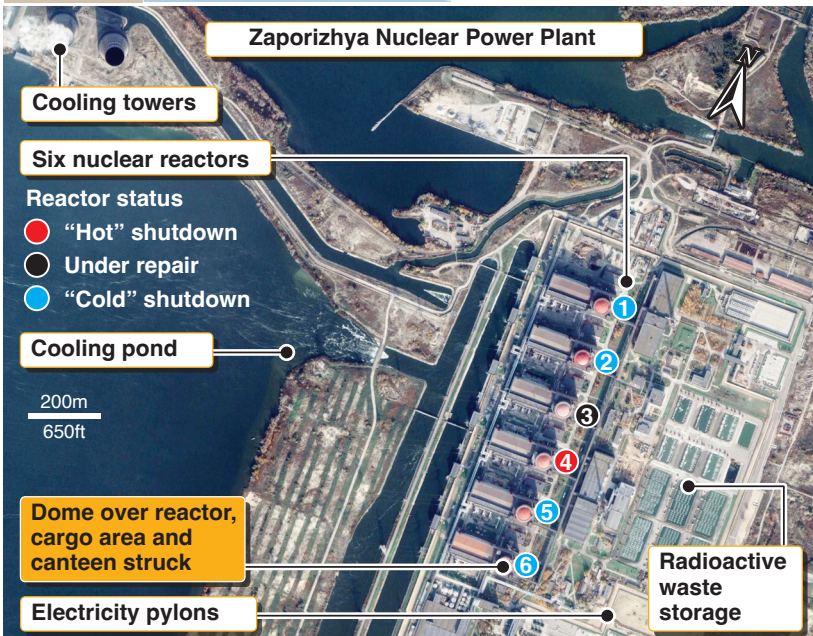 Zaporizhya Nuclear Power Plant
N
Cooling towers
Six nuclear reactors
Reactor status
“Hot” shutdown
Under repair
“Cold” shutdown
Cooling pond
200m
650ft
1
2
3
4
5
6
Dome over reactor,
cargo area and
canteen struck
Electricity pylons
Radioactive
waste
storage